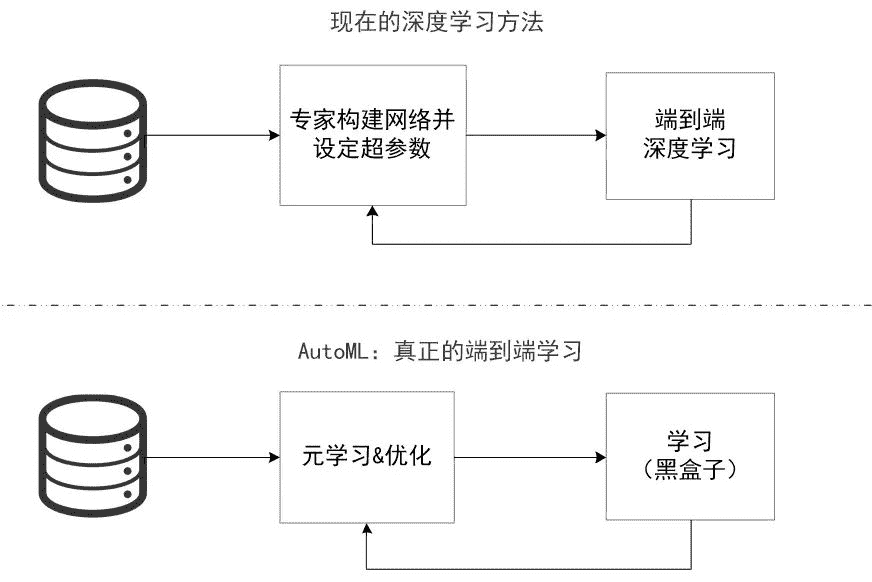 现在的深度学习方法
专家构建网络并
设定超参数
端到端
深度学习
AutoML：真正的端到端学习
元学习&优化
学习
（黑盒子）